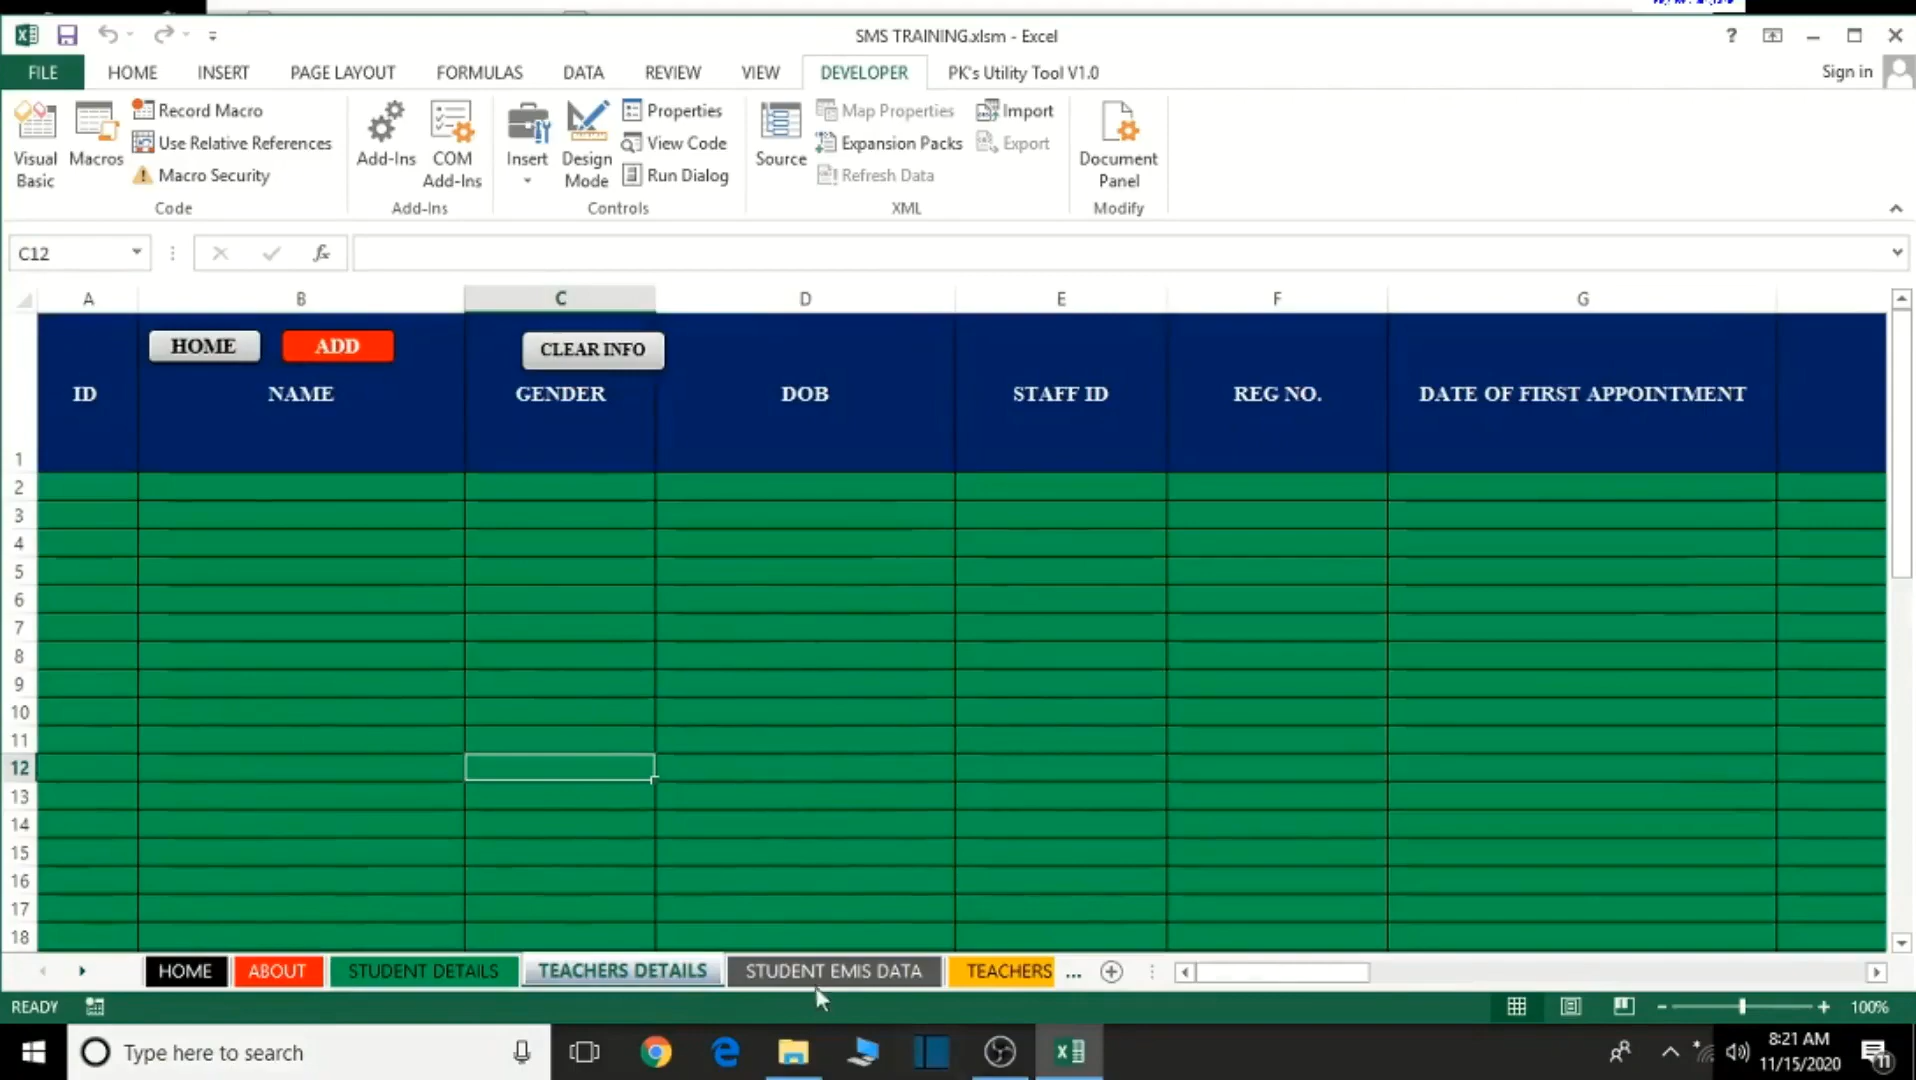 SMS TRAINING.xlsm - Excel
?
FILE HOME INSERT PAGE LAYOUT FORMULAS DATA REVIEW VIEW DEVELOPER PK's Utility Tool V1.0 Sign in
Visual Basic
Macros
Record Macro
Use Relative References
Macro Security
Code
Add-Ins
COM Add-Ins
Add-Ins
Insert
Design Mode
Properties
View Code
Run Dialog
Controls
Source
Map Properties
Expansion Packs
Refresh Data
Import
Export
XML
Document Panel
Modify
C12
fx
A B C D E F G
HOME ADD CLEAR INFO
ID NAME GENDER DOB STAFF ID REG NO. DATE OF FIRST APPOINTMENT
1
2
3
4
5
6
7
8
9
10
11
12
13
14
15
16
17
18
HOME ABOUT STUDENT DETAILS TEACHERS DETAILS STUDENT EMIS DATA TEACHERS ...
READY 100%
Type here to search
8:21 AM
11/15/2020
11